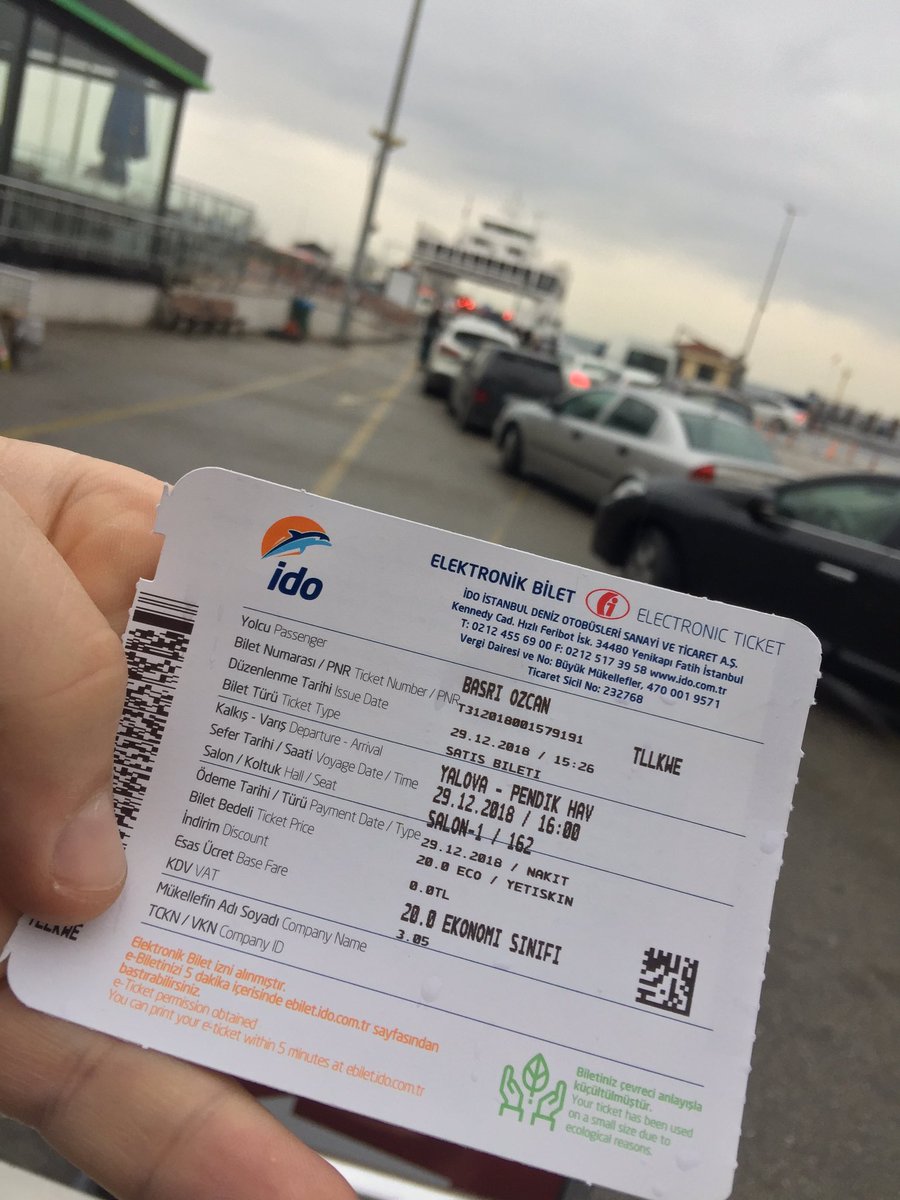 ido
ELEKTRONİK BİLET i ELECTRONIC TICKET
İDO İSTANBUL DENİZ OTOBÜSLERİ SANAYİ VE TİCARET A.Ş.
Kennedy Cad. Hızlı Feribot İsk. 34480 Yenikapı Fatih İstanbul
T: 0212 455 69 00 F: 0212 517 39 58 www.ido.com.tr
Vergi Dairesi ve No: Büyük Mükellefler, 470 001 9571
Ticaret Sicil No: 232768
Yolcu Passenger BASRI OZCAN
Bilet Numarası / PNR Ticket Number / PNR T312018001579191 TLLKWE
Düzenlenme Tarihi Issue Date 29.12.2018 / 15:26
Bilet Türü Ticket Type SATIS BILETI
Kalkış - Varış Departure - Arrival YALOVA - PENDIK HAV
Sefer Tarihi / Saati Voyage Date / Time 29.12.2018 / 16:00
Salon / Koltuk Hall / Seat SALON-1 / 162
Ödeme Tarihi / Türü Payment Date / Type 29.12.2018 / NAKIT
Bilet Bedeli Ticket Price 20.0 ECO / YETISKIN
İndirim Discount 0.0TL
Esas Ücret Base Fare 20.0 EKONOMI SINIFI
KDV VAT 3.05
Mükellefin Adı Soyadı Company Name
TCKN / VKN Company ID
TLLKWE
Elektronik Bilet izni alınmıştır.
e-Biletinizi 5 dakika içerisinde ebilet.ido.com.tr sayfasından
bastırabilirsiniz.
e-Ticket permission obtained
You can print your e-ticket within 5 minutes at ebilet.ido.com.tr
Biletiniz çevreci anlayışla
küçültülmüştür.
Your ticket has been used
on a small size due to
ecological reasons.